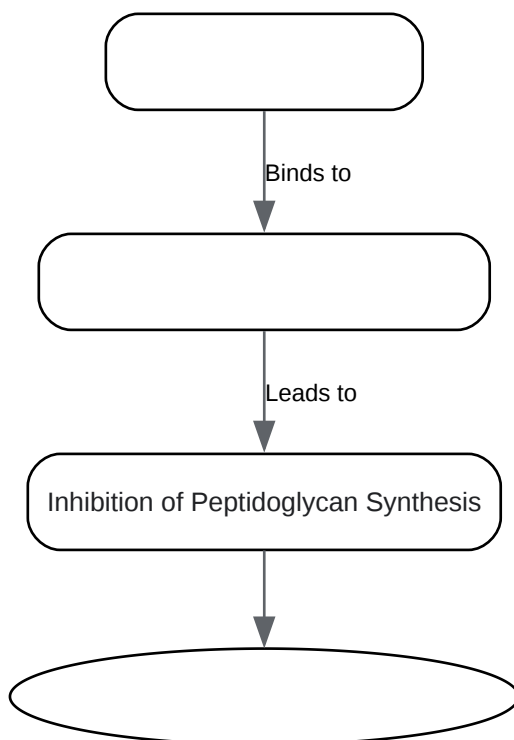 Binds to
Leads to
Inhibition of Peptidoglycan Synthesis